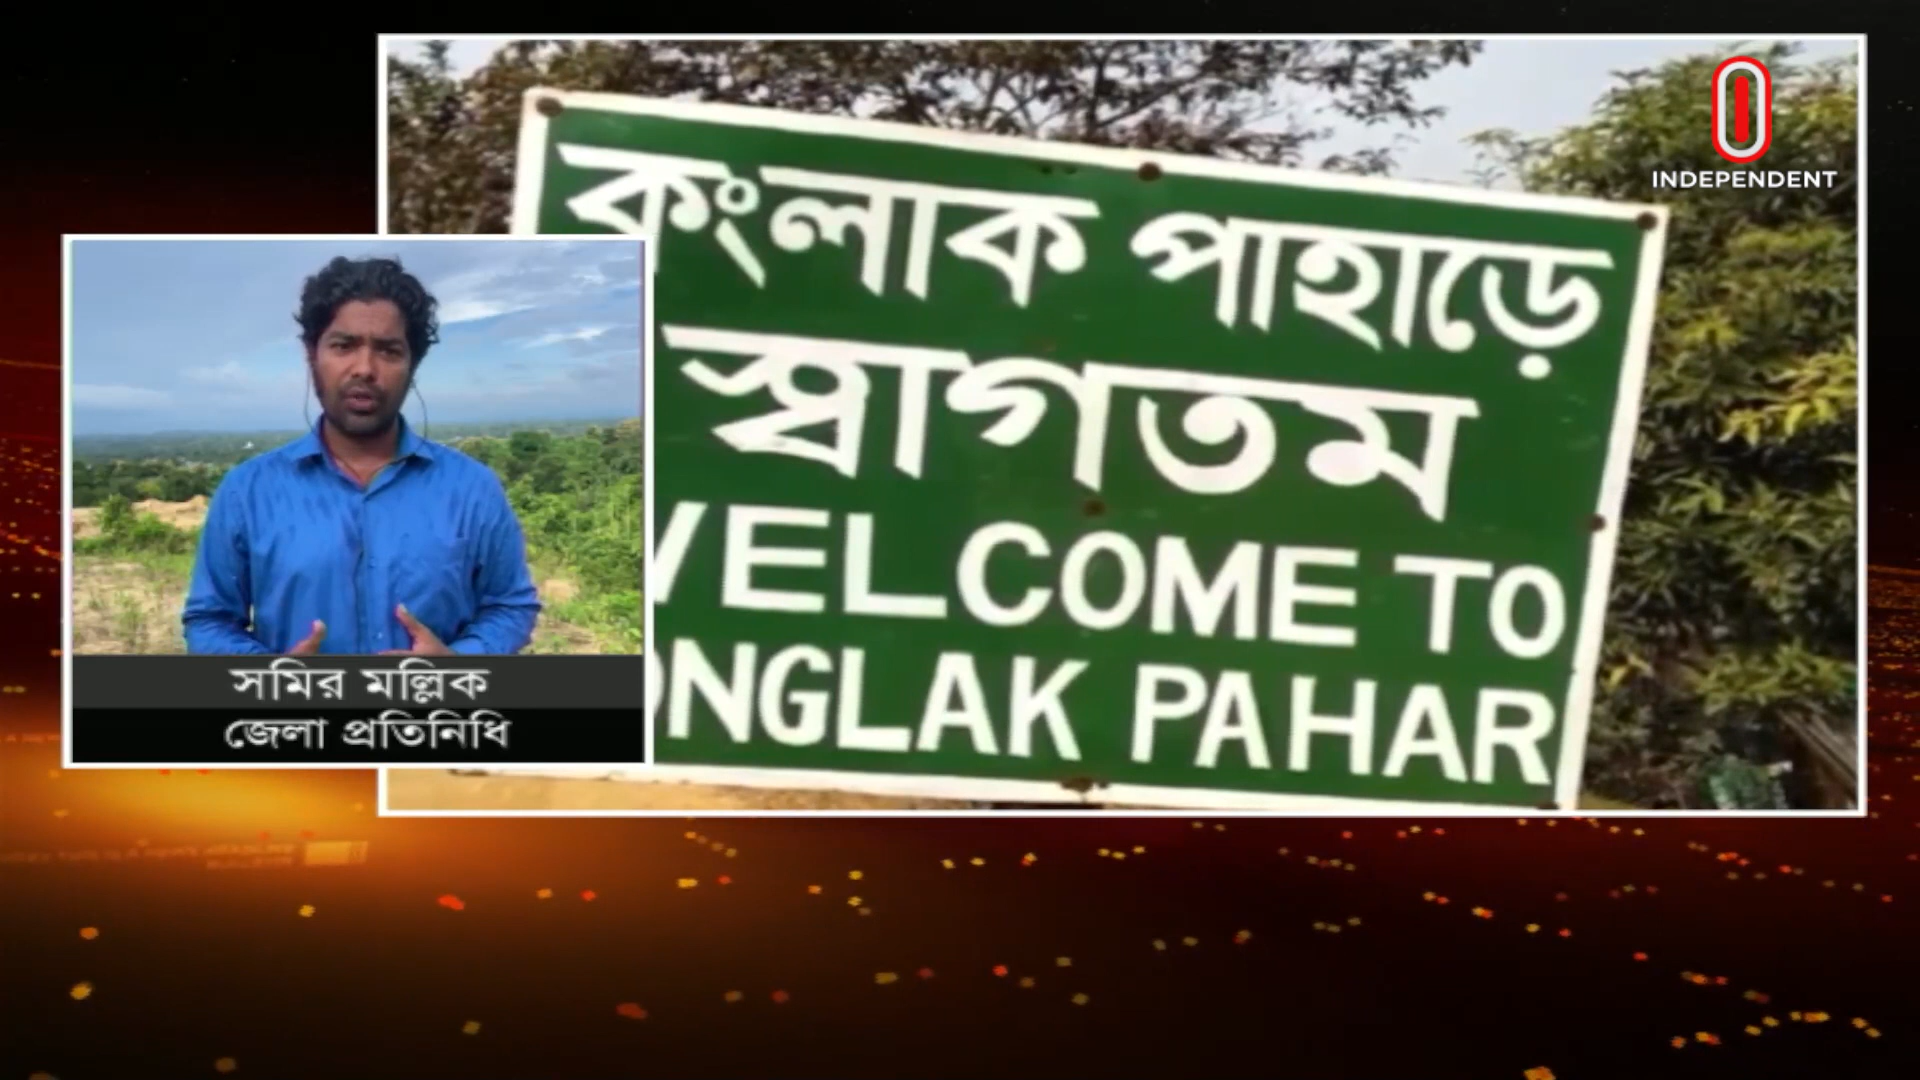 INDEPENDENT
কংলাক পাহাড়ে
স্বাগতম
VELCOME TO
ONGLAK PAHAR
সমির মল্লিক
জেলা প্রতিনিধি